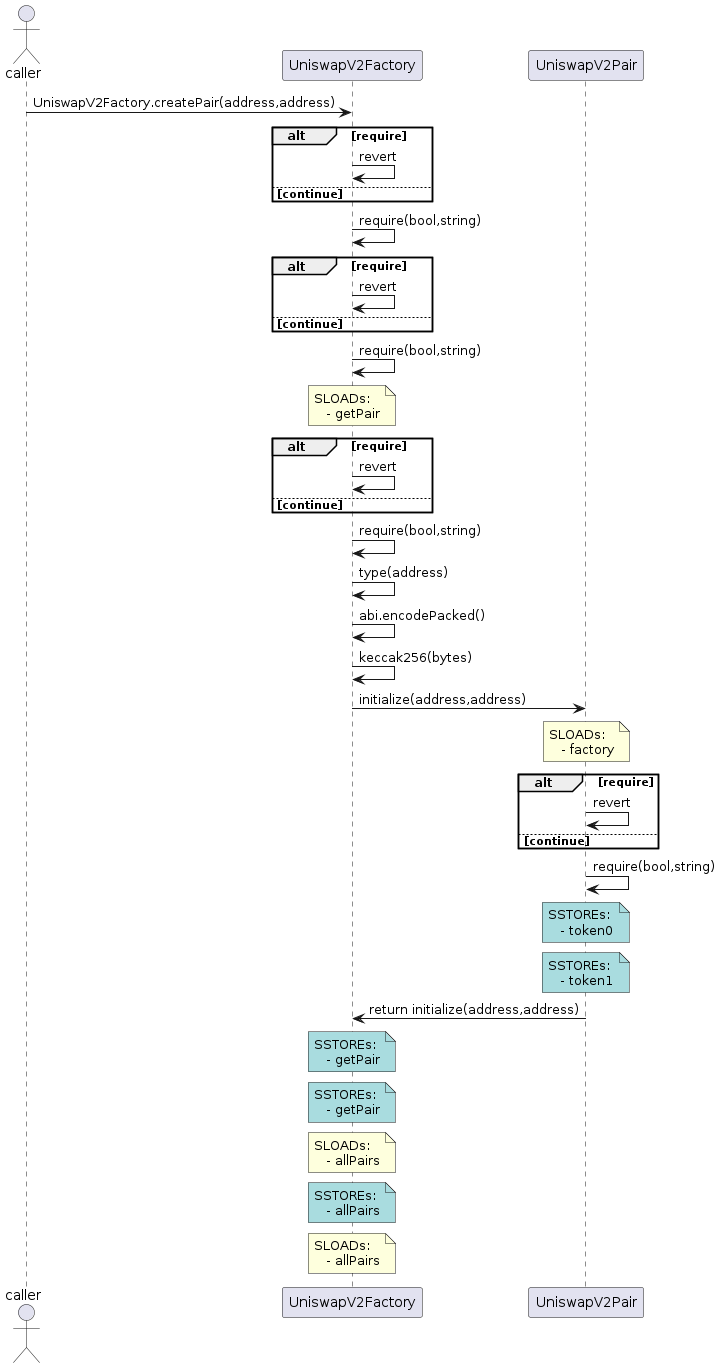 caller
UniswapV2Factory
UniswapV2Pair
UniswapV2Factory.createPair(address,address)
alt [require]
revert
[continue]
require(bool,string)
alt [require]
revert
[continue]
require(bool,string)
SLOADs:
- getPair
alt [require]
revert
[continue]
require(bool,string)
type(address)
abi.encodePacked()
keccak256(bytes)
initialize(address,address)
SLOADs:
- factory
alt [require]
revert
[continue]
require(bool,string)
SSTOREs:
- token0
SSTOREs:
- token1
return initialize(address,address)
SSTOREs:
- getPair
SSTOREs:
- getPair
SLOADs:
- allPairs
SSTOREs:
- allPairs
SLOADs:
- allPairs
caller
UniswapV2Factory
UniswapV2Pair